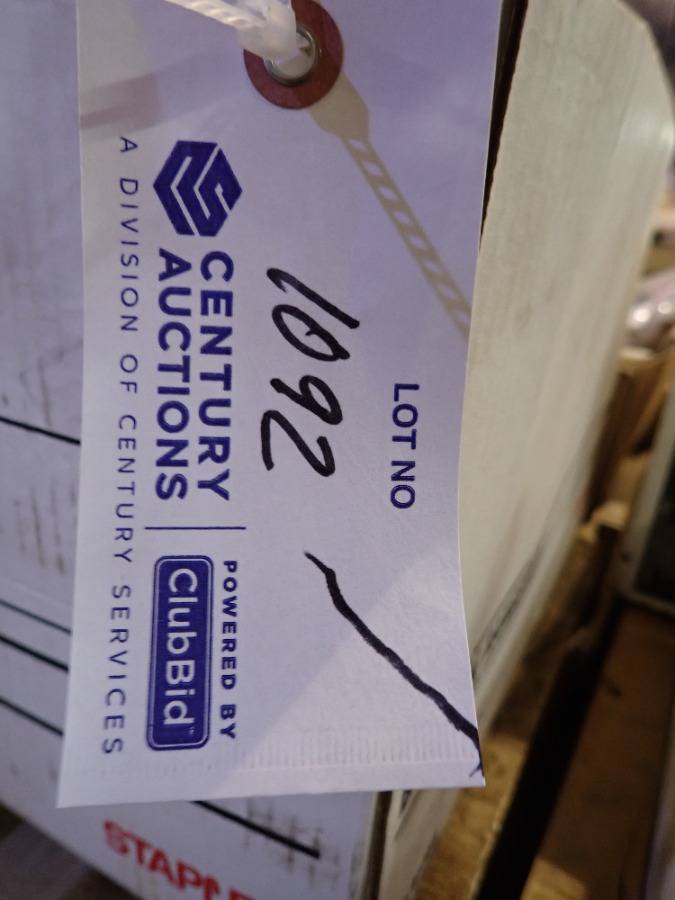 LOT NO
1092
CENTURY
AUCTIONS
POWERED BY
ClubBid
A DIVISION OF CENTURY SERVICES